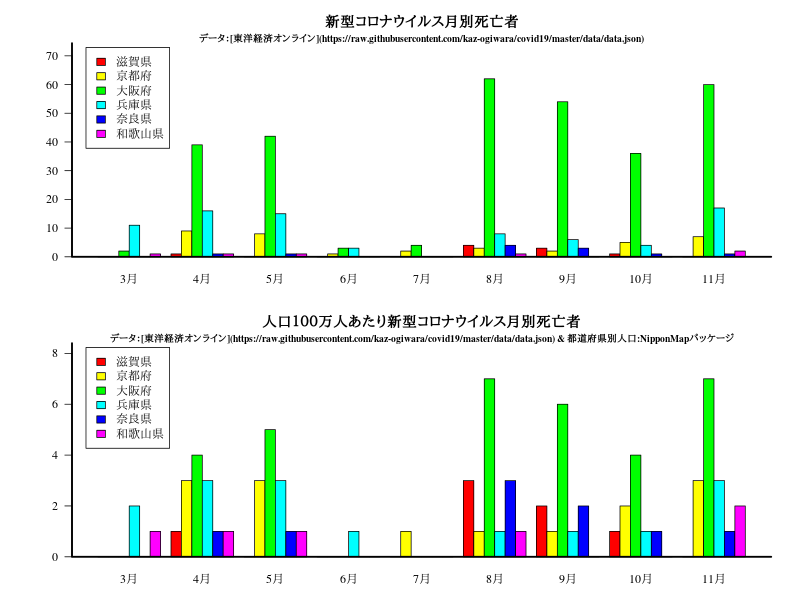 新型コロナウイルス月別死亡者
データ:[東洋経済オンライン](https://raw.githubusercontent.com/kaz-ogiwara/covid19/master/data/data.json)
70
60
50
40
30
20
10
0
滋賀県
京都府
大阪府
兵庫県
奈良県
和歌山県
3月 4月 5月 6月 7月 8月 9月 10月 11月
人口100万人あたり新型コロナウイルス月別死亡者
データ:[東洋経済オンライン](https://raw.githubusercontent.com/kaz-ogiwara/covid19/master/data/data.json) & 都道府県別人口:NipponMapパッケージ
8
6
4
2
0
滋賀県
京都府
大阪府
兵庫県
奈良県
和歌山県
3月 4月 5月 6月 7月 8月 9月 10月 11月